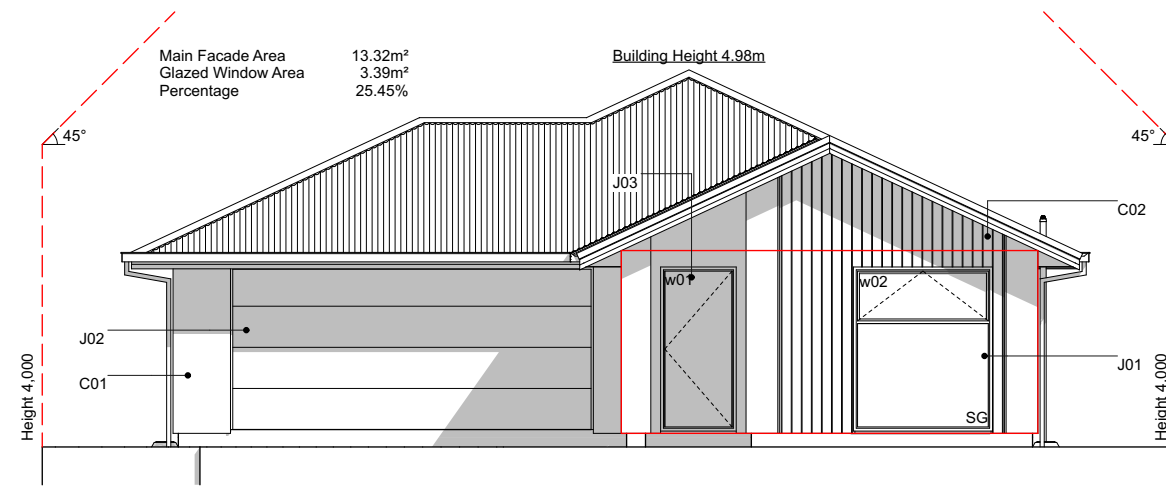 Main Facade Area 13.32m²
Glazed Window Area 3.39m²
Percentage 25.45%
Building Height 4.98m
45°
45°
J03
C02
w01
w02
J02
J01
C01
SG
Height 4,000
Height 4,000